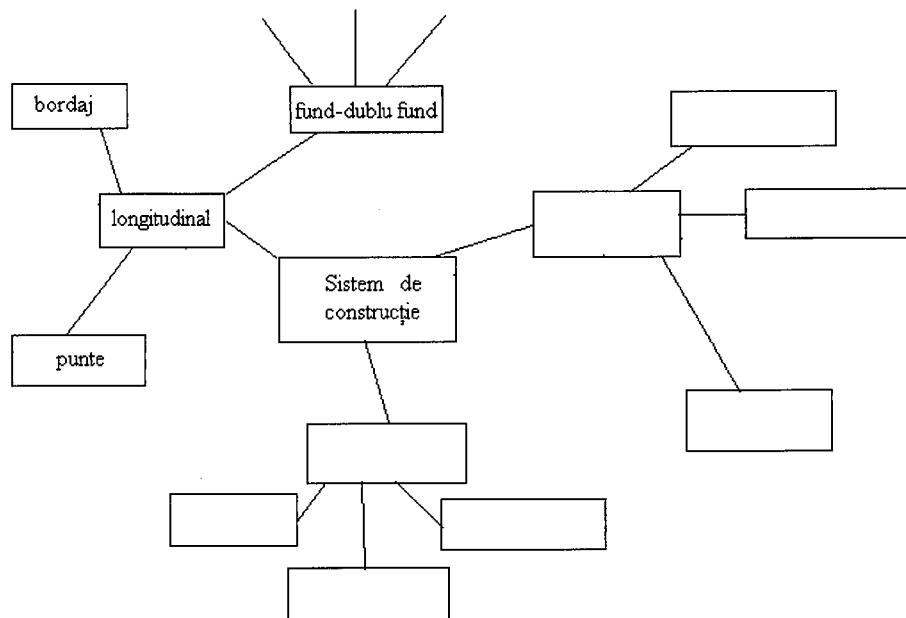 bordaj
fund-dublu fund
longitudinal
Sistem de
construcție
punte